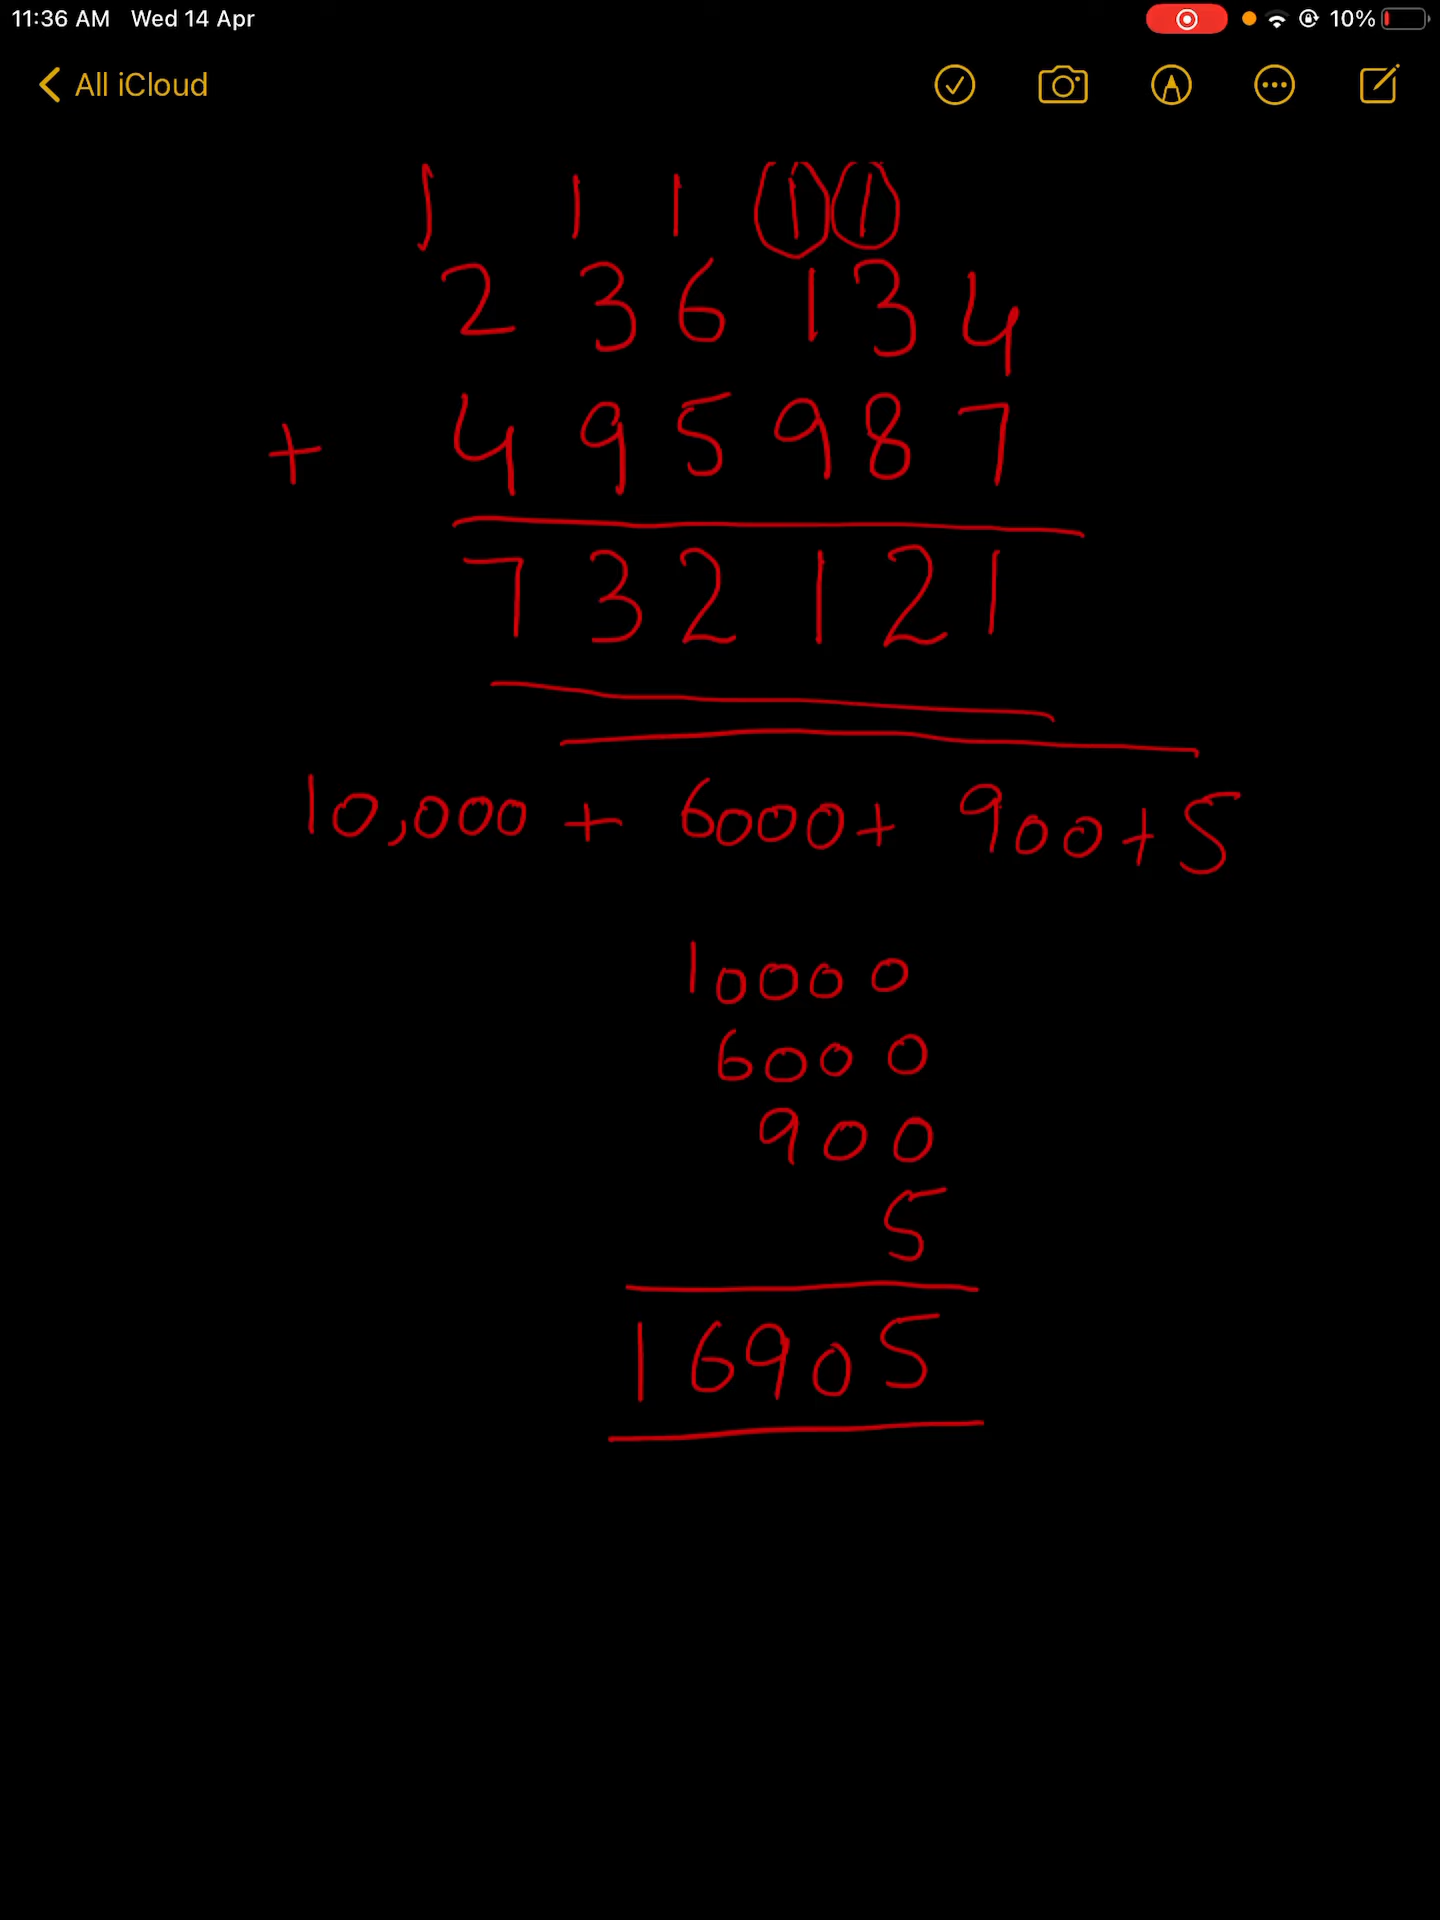 11:36 AM Wed 14 Apr 10%
All iCloud
1 1 1 1 1
2 3 6 1 3 4
+ 4 9 5 9 8 7
7 3 2 1 2 1
10,000 + 6000 + 900 + 5
10000
6000
900
5
16905